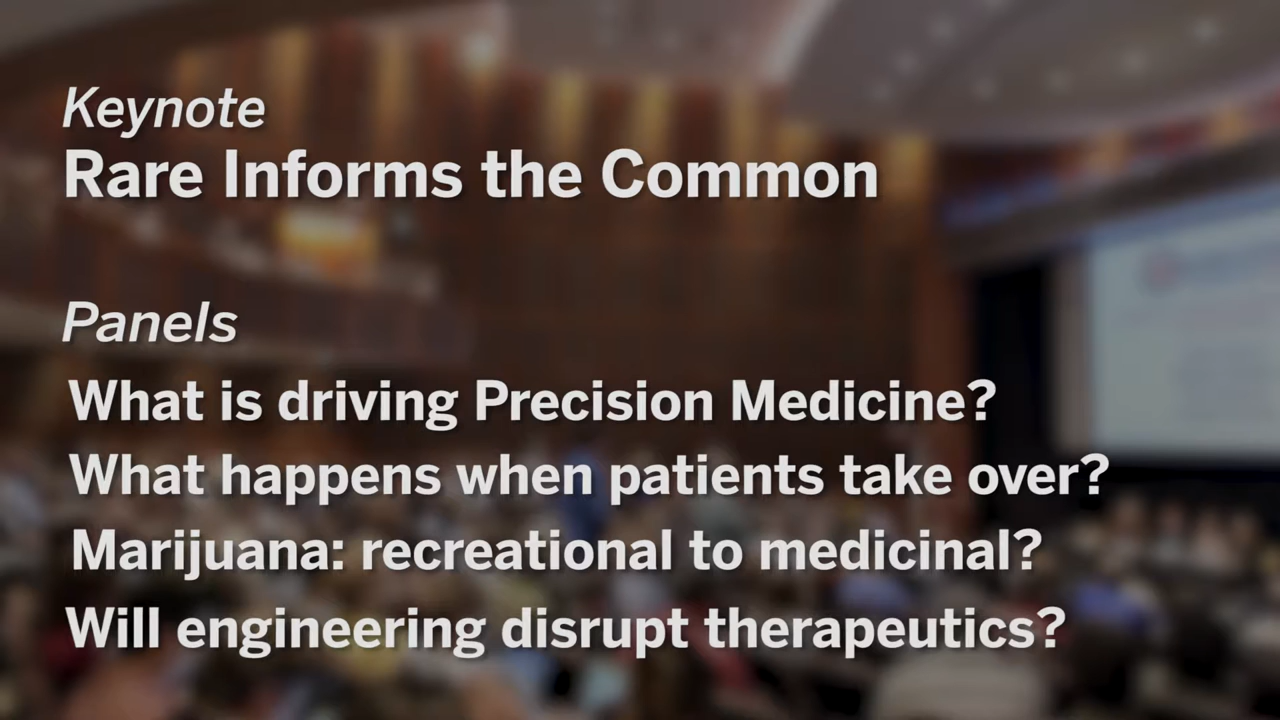 Keynote
Rare Informs the Common
Panels
What is driving Precision Medicine?
What happens when patients take over?
Marijuana: recreational to medicinal?
Will engineering disrupt therapeutics?